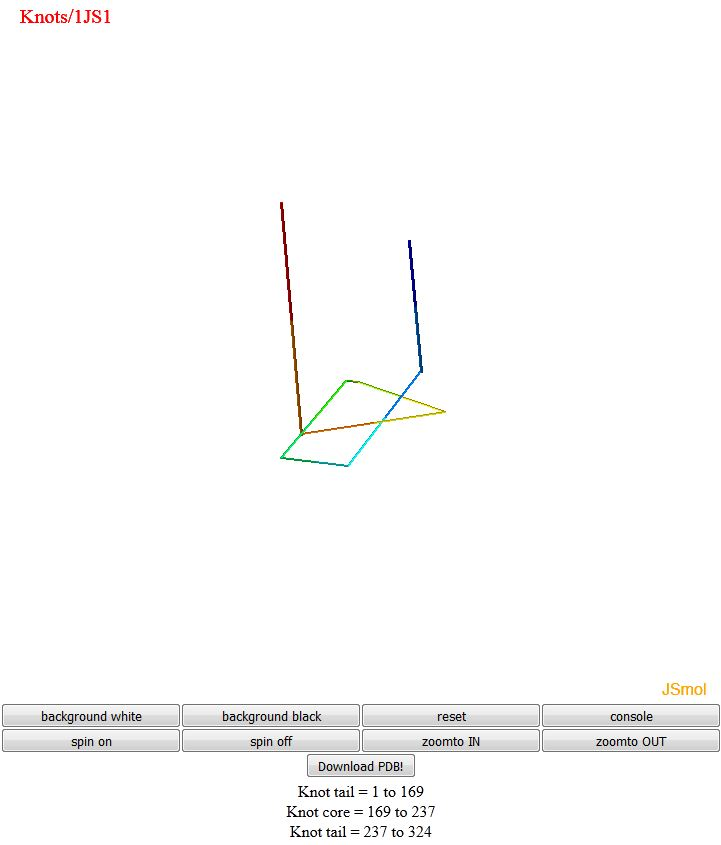 Knots/1JS1
JSmol
background white
background black
reset
console
spin on
spin off
zoomto IN
zoomto OUT
Download PDB!
Knot tail = 1 to 169
Knot core = 169 to 237
Knot tail = 237 to 324